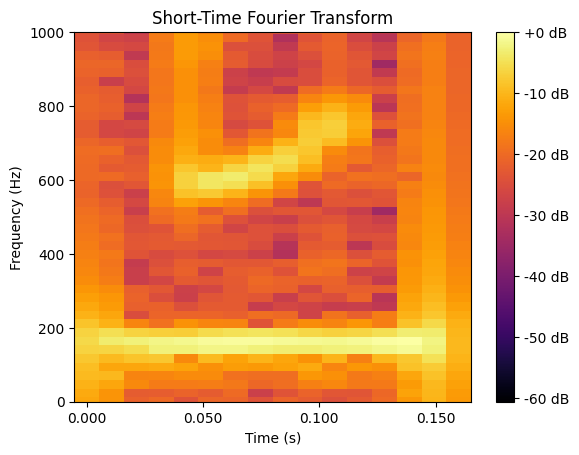 Short-Time Fourier Transform
1000
800
600
400
200
0
Frequency (Hz)
0.000
0.050
0.100
0.150
Time (s)
+0 dB
-10 dB
-20 dB
-30 dB
-40 dB
-50 dB
-60 dB